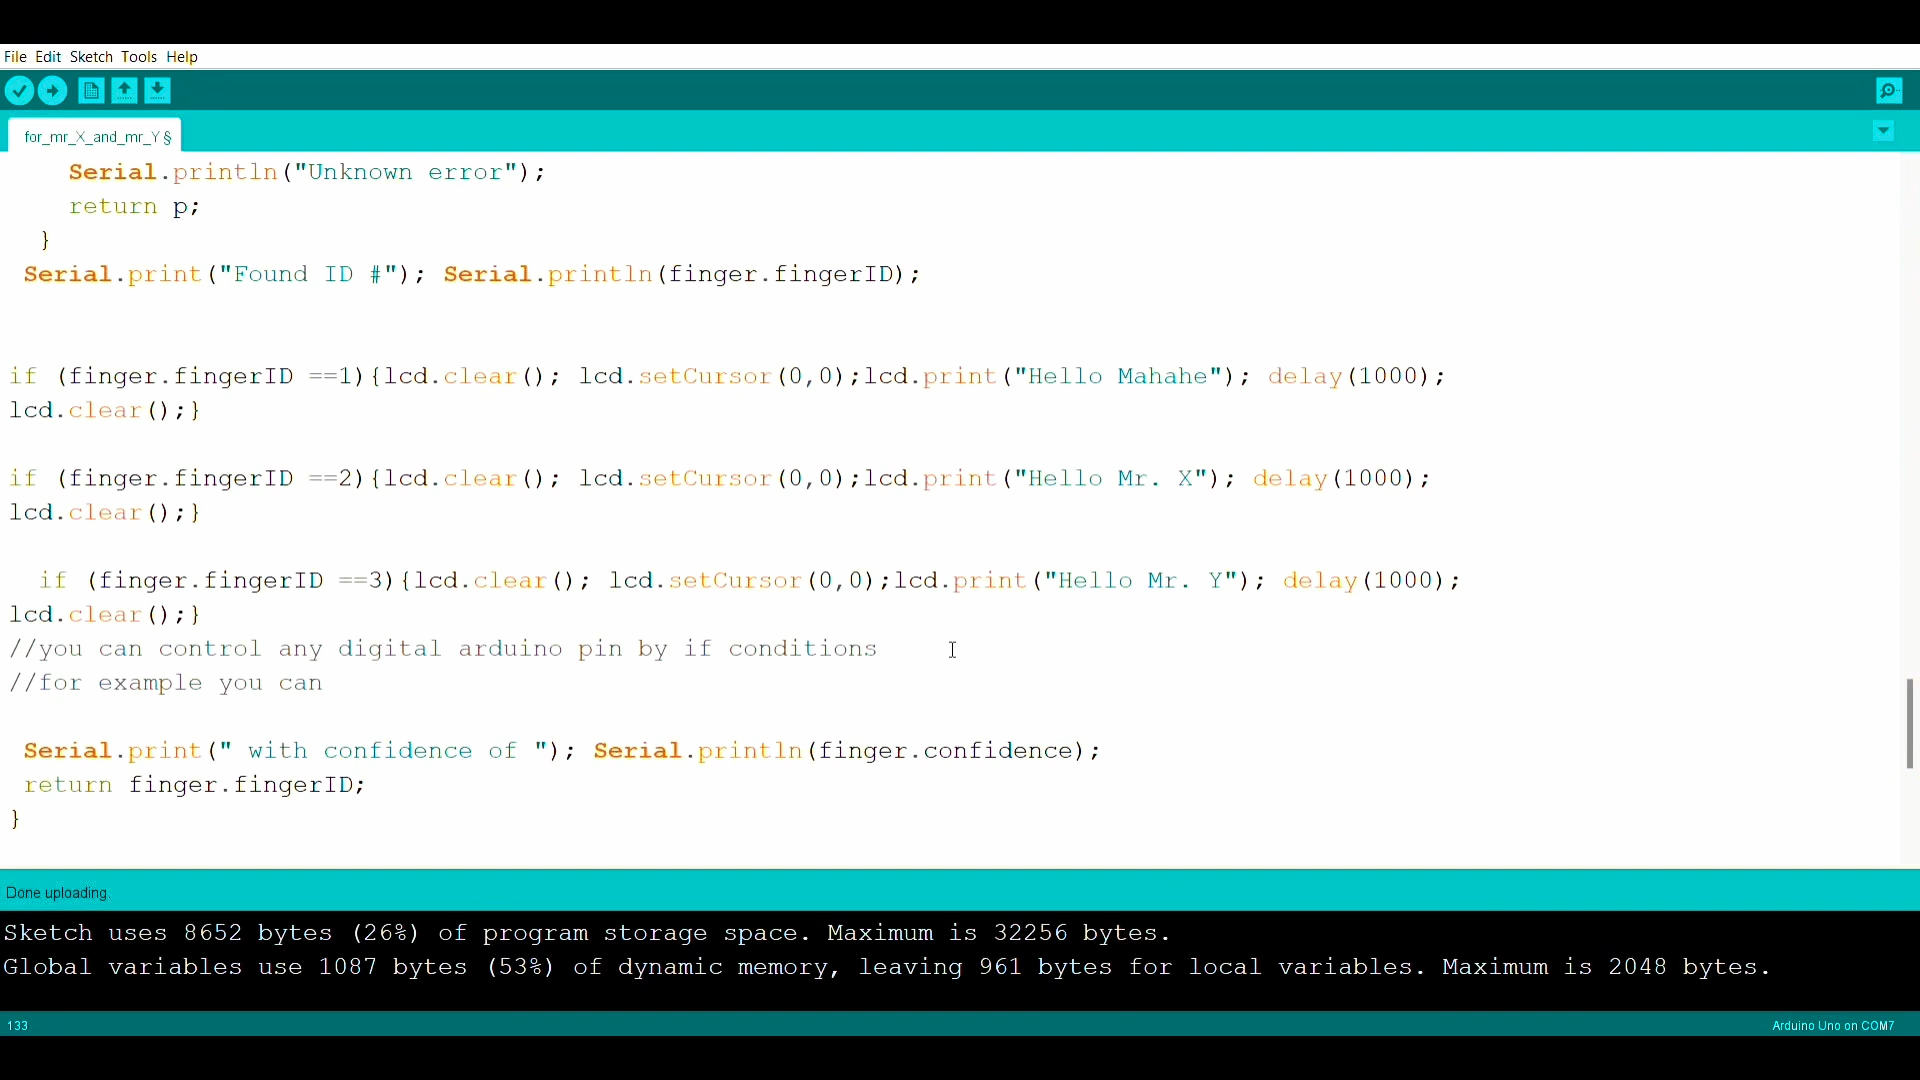 File Edit Sketch Tools Help
for_mr_X_and_mr_Y §
Serial.println("Unknown error");
return p;
}
Serial.print("Found ID #"); Serial.println(finger.fingerID);
if (finger.fingerID ==1){lcd.clear(); lcd.setCursor(0,0);lcd.print("Hello Mahahe"); delay(1000);
lcd.clear();}
if (finger.fingerID ==2){lcd.clear(); lcd.setCursor(0,0);lcd.print("Hello Mr. X"); delay(1000);
lcd.clear();}
if (finger.fingerID ==3){lcd.clear(); lcd.setCursor(0,0);lcd.print("Hello Mr. Y"); delay(1000);
lcd.clear();}
//you can control any digital arduino pin by if conditions
//for example you can
Serial.print(" with confidence of "); Serial.println(finger.confidence);
return finger.fingerID;
}
Done uploading.
Sketch uses 8652 bytes (26%) of program storage space. Maximum is 32256 bytes.
Global variables use 1087 bytes (53%) of dynamic memory, leaving 961 bytes for local variables. Maximum is 2048 bytes.
133
Arduino Uno on COM7